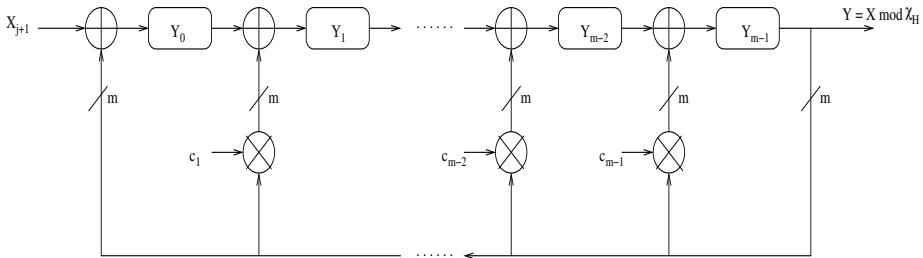 X_{j+1} Y_0 Y_1 ...... Y_{m−2} Y_{m−1} Y = X mod χ_H
m m m m m
c_1 c_{m−2} c_{m−1}
......